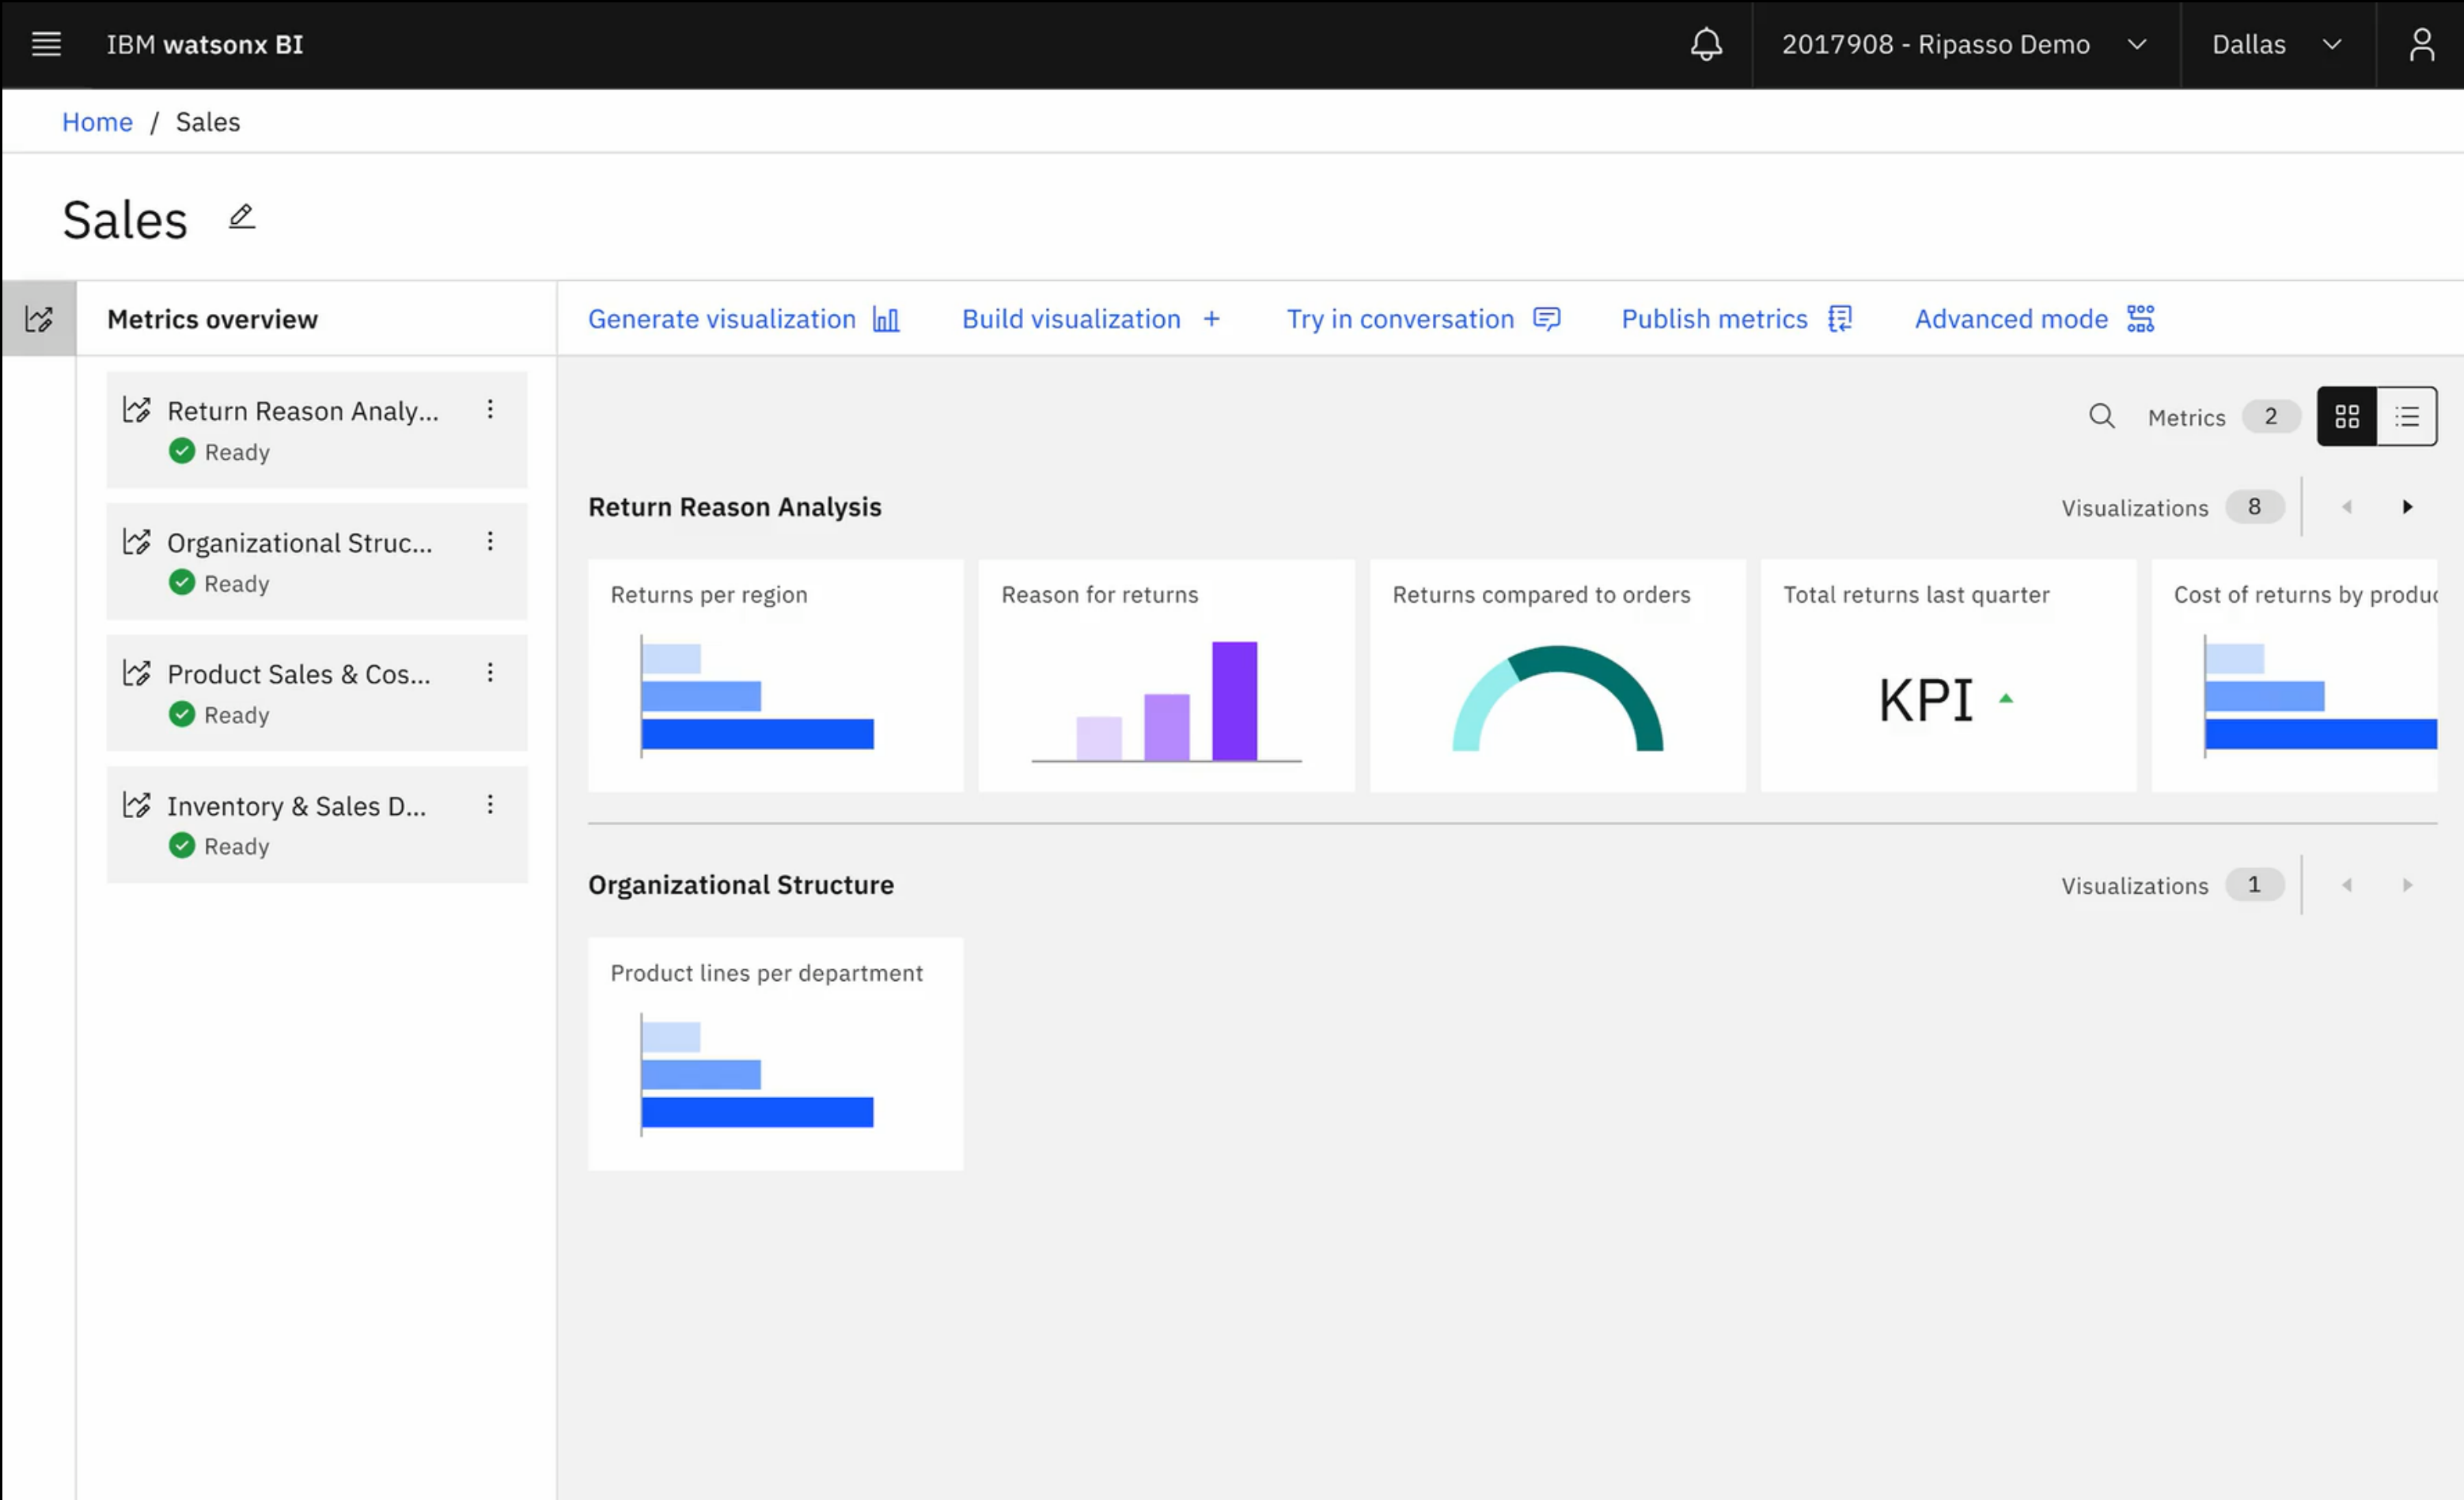 IBM watsonx BI
2017908 - Ripasso Demo
Dallas
Home / Sales
Sales
Metrics overview
Generate visualization
Build visualization +
Try in conversation
Publish metrics
Advanced mode
Return Reason Analy...
Ready
Organizational Struc...
Ready
Product Sales & Cos...
Ready
Inventory & Sales D...
Ready
Metrics 2
Return Reason Analysis
Visualizations 8
Returns per region
Reason for returns
Returns compared to orders
Total returns last quarter
KPI
Cost of returns by produc
Organizational Structure
Visualizations 1
Product lines per department